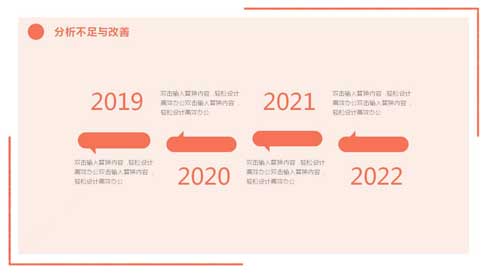 分析不足与改善
2019
双击输入替换内容，轻松设计
高效办公双击输入替换内容，
轻松设计高效办公
2021
双击输入替换内容，轻松设计
高效办公双击输入替换内容，
轻松设计高效办公
双击输入替换内容，轻松设计
高效办公双击输入替换内容，
轻松设计高效办公
2020
双击输入替换内容，轻松设计
高效办公双击输入替换内容，
轻松设计高效办公
2022